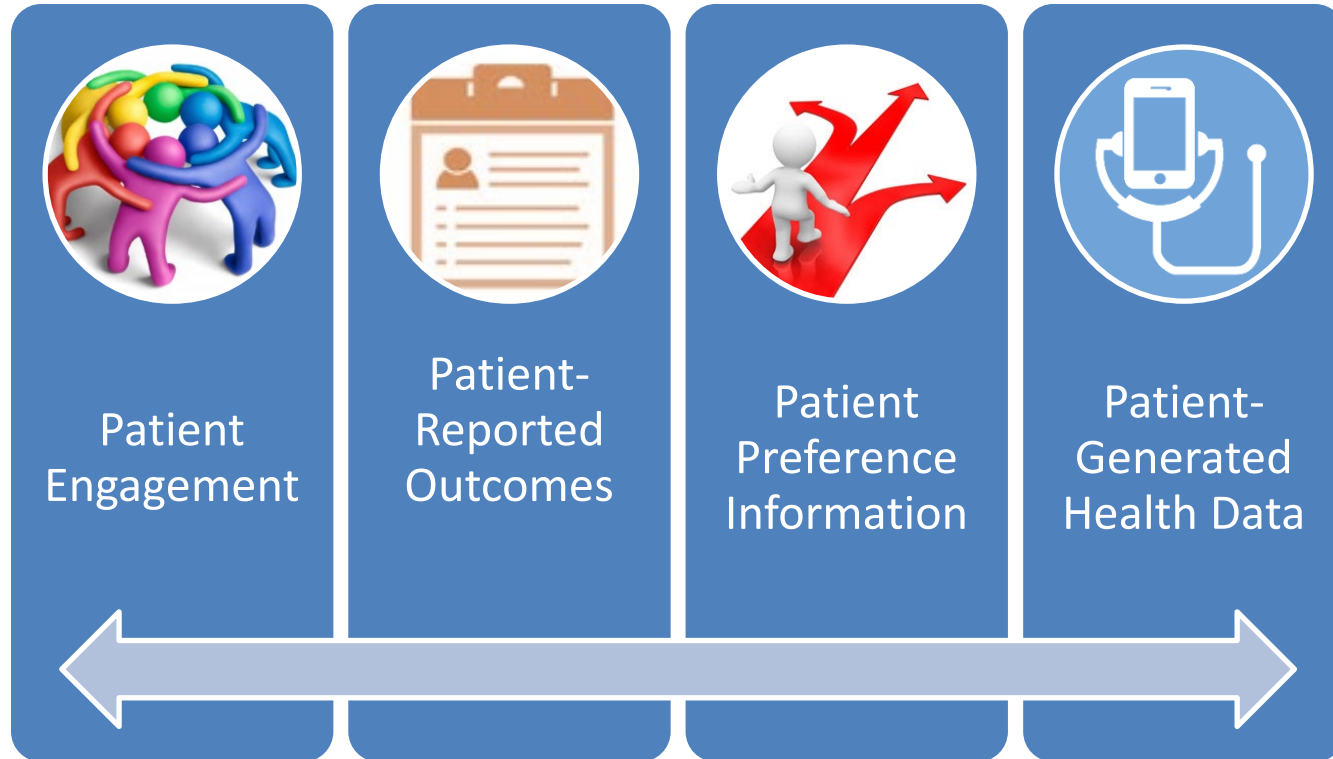 Patient
Engagement
Patient-
Reported
Outcomes
Patient
Preference
Information
Patient-
Generated
Health Data